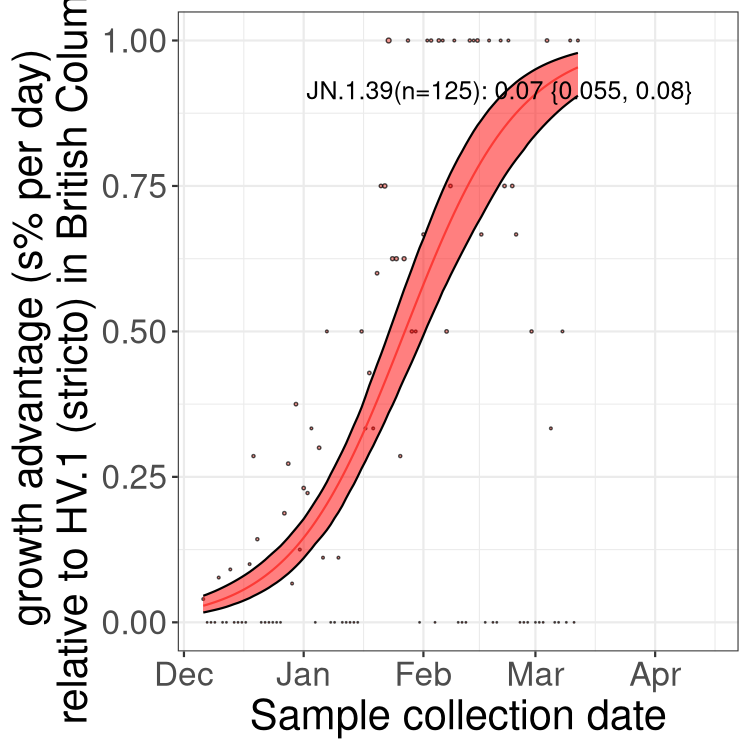 growth advantage (s% per day)
relative to HV.1 (stricto) in British Colum
1.00
0.75
0.50
0.25
0.00
JN.1.39(n=125): 0.07 {0.055, 0.08}
Dec Jan Feb Mar Apr
Sample collection date